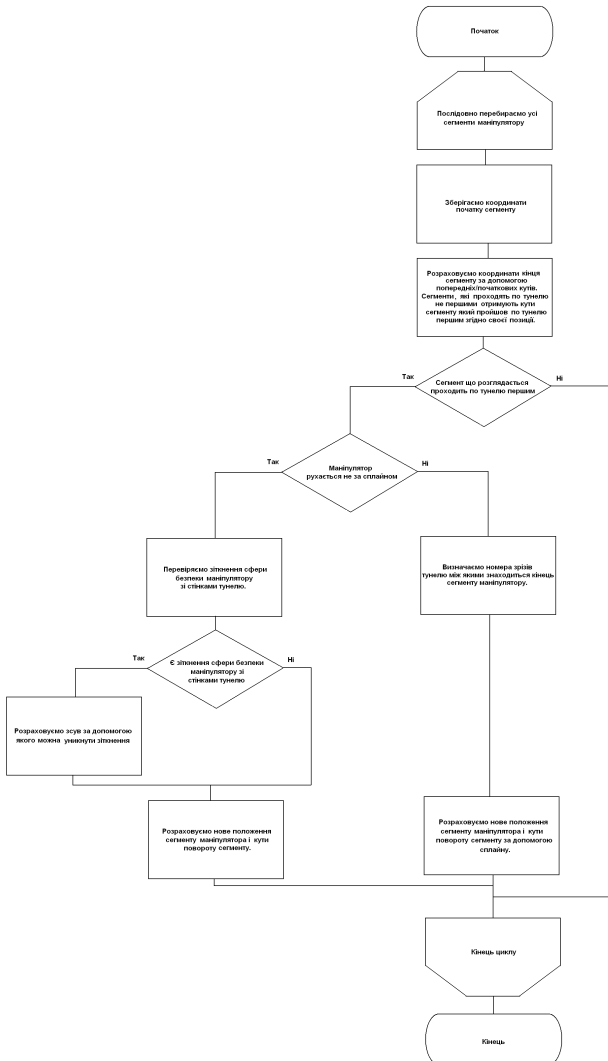 Початок
Послідовно перебираємо усі
сегменти маніпулятору
Зберігаємо координати
початку сегменту
Розраховуємо координати кінця
сегменту за допомогою
попередніх/початкових кутів.
Сегменти, які проходять по тунелю
не першими отримують кути
сегменту який пройшов по тунелю
першим згідно своєї позиції.
Так
Сегмент що розглядається
проходить по тунелю першим
Ні
Так
Маніпулятор
рухається не за сплайном
Ні
Перевіряємо зіткнення сфери
безпеки маніпулятору
зі стінками тунелю.
Визначаємо номера зрізів
тунелю між якими знаходиться кінець
сегменту маніпулятору.
Так
Є зіткнення сфери безпеки
маніпулятору зі
стінками тунелю
Ні
Розраховуємо зсув за допомогою
якого можна уникнути зіткнення
Розраховуємо нове положення
сегменту маніпулятора і кути
повороту сегменту.
Розраховуємо нове положення
сегменту маніпулятора і кути
повороту сегменту за допомогою
сплайну.
Кінець циклу
Кінець